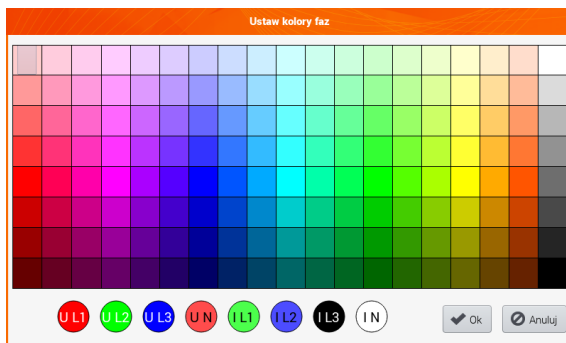 Ustaw kolory faz
U L1 U L2 U L3 U N I L1 I L2 I L3 I N Ok Anuluj